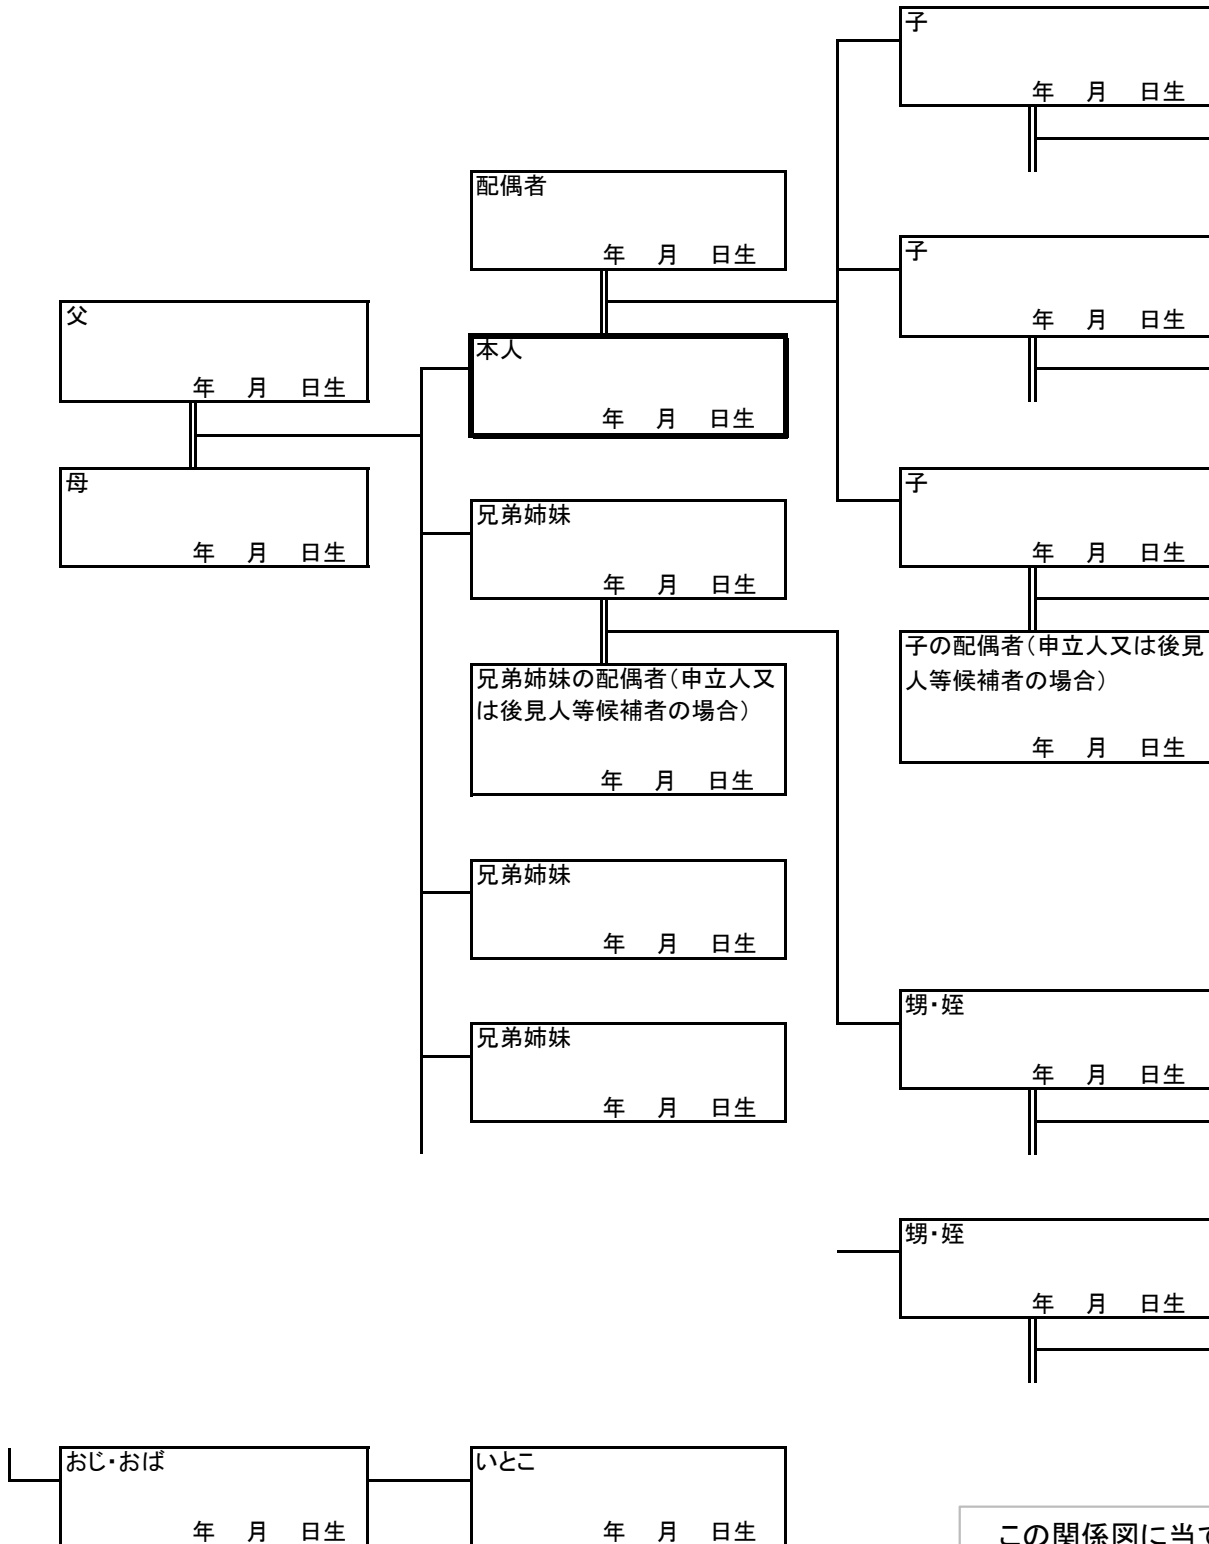 子
年 月 日生
配偶者
年 月 日生
子
年 月 日生
父
年 月 日生
本人
年 月 日生
母
年 月 日生
兄弟姉妹
年 月 日生
子
年 月 日生
兄弟姉妹の配偶者(申立人又
は後見人等候補者の場合)
年 月 日生
子の配偶者(申立人又は後見
人等候補者の場合)
年 月 日生
兄弟姉妹
年 月 日生
兄弟姉妹
年 月 日生
甥・姪
年 月 日生
甥・姪
年 月 日生
おじ・おば
年 月 日生
いとこ
年 月 日生
この関係図に当て